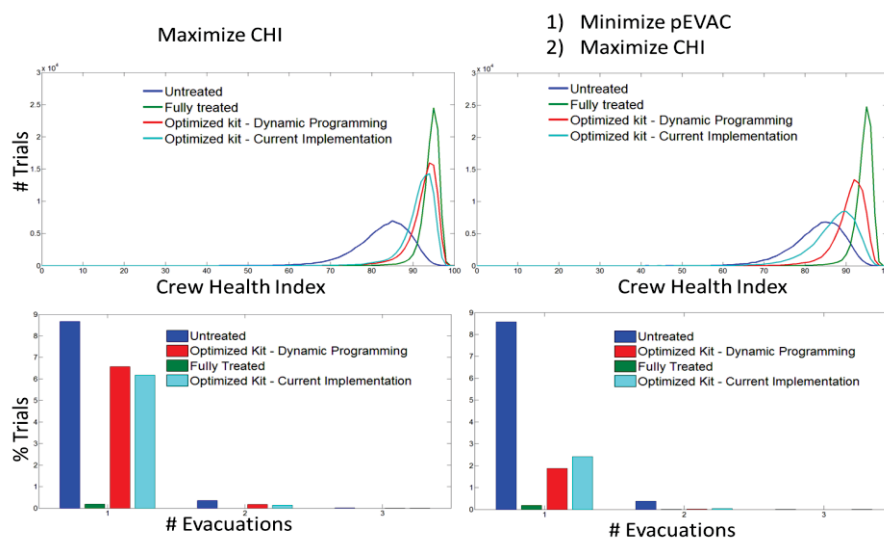 Maximize CHI
1) Minimize pEVAC
2) Maximize CHI
3 x 10⁴
Untreated
Fully treated
Optimized kit - Dynamic Programming
Optimized kit - Current Implementation
2.5
2
1.5
1
0.5
0
0 10 20 30 40 50 60 70 80 90 100
# Trials
Crew Health Index
3 x 10⁴
Untreated
Fully treated
Optimized kit - Dynamic Programming
Optimized kit - Current Implementation
2.5
2
1.5
1
0.5
0
0 10 20 30 40 50 60 70 80 90
Crew Health Index
9
8
7
6
5
4
3
2
1
0
Untreated
Optimized Kit - Dynamic Programming
Fully Treated
Optimized Kit - Current Implementation
1 2 3
% Trials
# Evacuations
9
8
7
6
5
4
3
2
1
0
Untreated
Optimized Kit - Dynamic Programming
Fully Treated
Optimized Kit - Current Implementation
1 2 3
# Evacuations